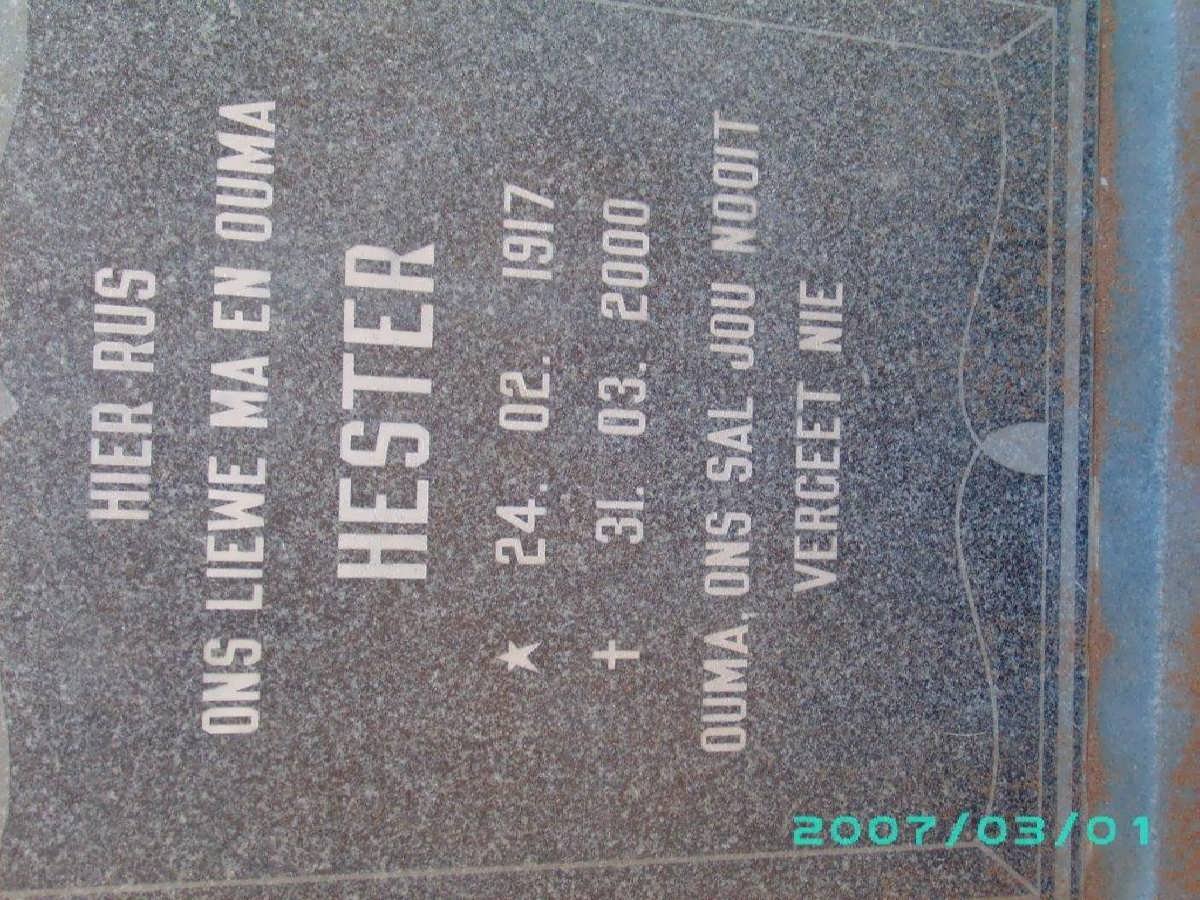 HIER RUS
ONS LIEWE MA EN OUMA
HESTER
★ 24. 02. 1917
✝ 31. 03. 2000
OUMA, ONS SAL JOU NOOIT
VERGEET NIE
2007/03/01